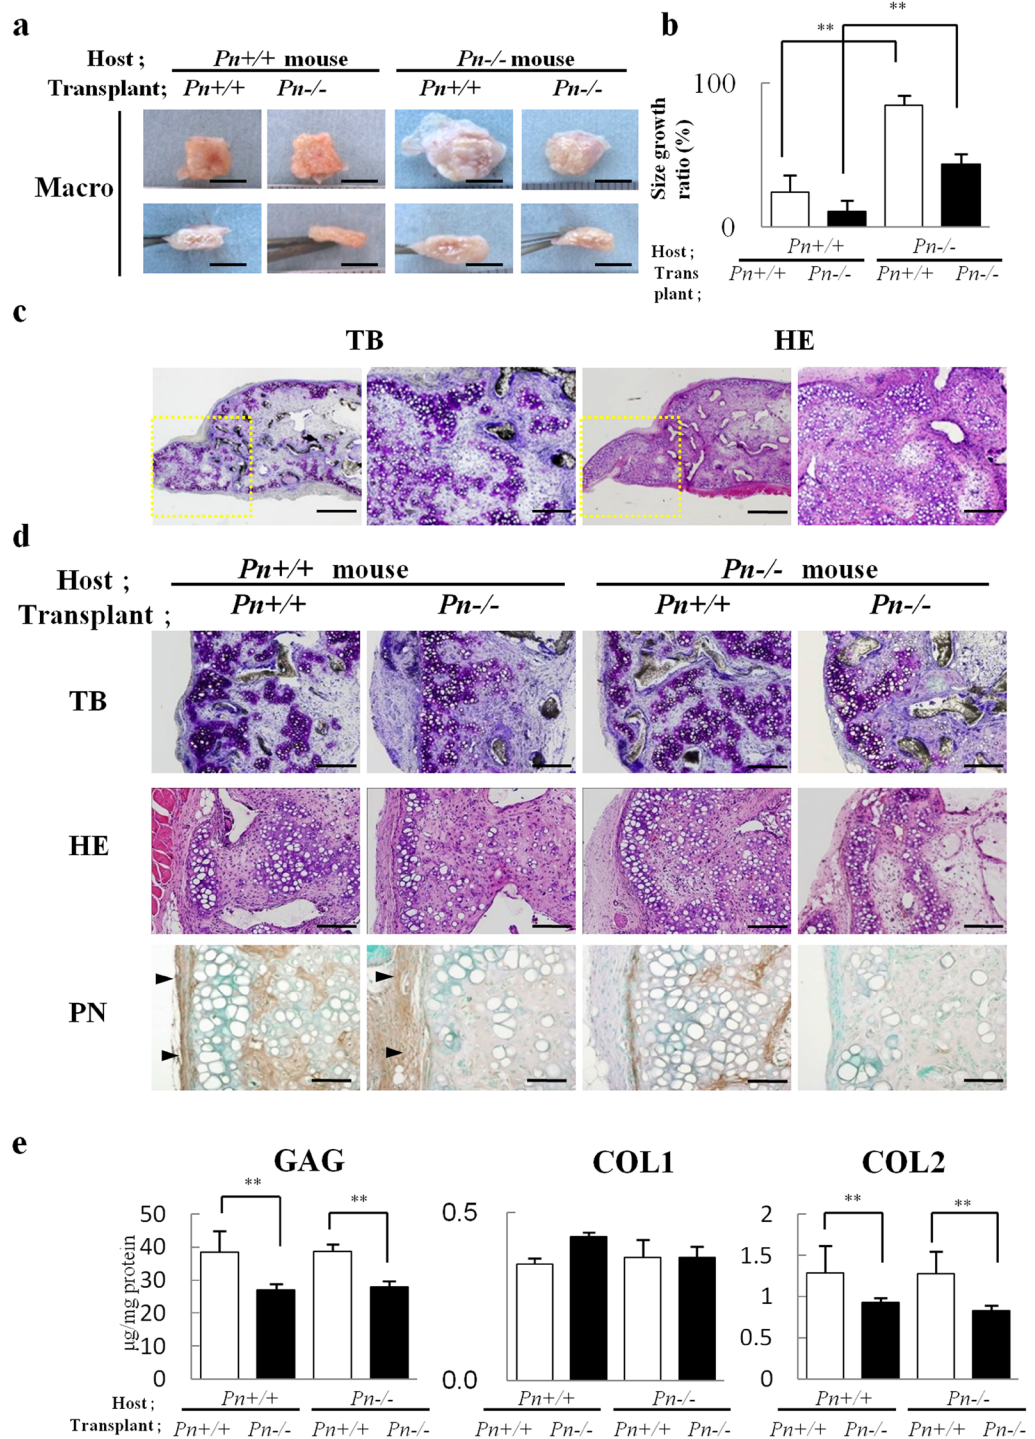 a
Host ; Pn+/+ mouse Pn-/- mouse
Transplant; Pn+/+ Pn-/- Pn+/+ Pn-/-
Macro
b
**
**
100
Size growth
ratio (%)
0
Host ; Pn+/+ Pn-/-
Trans
plant ; Pn+/+ Pn-/- Pn+/+ Pn-/-
c
TB HE
d
Host ; Pn+/+ mouse Pn-/- mouse
Transplant ; Pn+/+ Pn-/- Pn+/+ Pn-/-
TB
HE
PN
e
GAG
** **
50
40
30
20
10
0
µg/mg protein
Host ; Pn+/+ Pn-/-
Transplant ; Pn+/+ Pn-/- Pn+/+ Pn-/-
COL1
0.5
0.0
Pn+/+ Pn-/-
Pn+/+ Pn-/- Pn+/+ Pn-/-
COL2
** **
2
1.5
1
0.5
0
Pn+/+ Pn-/-
Pn+/+ Pn-/- Pn+/+ Pn-/-